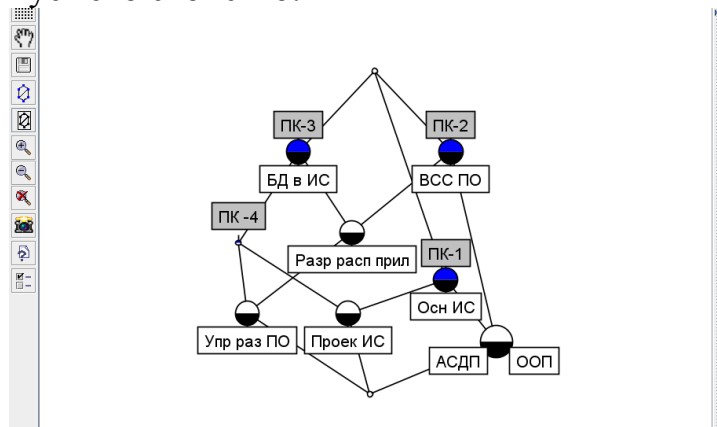 ПК-3
ПК-2
БД в ИС
ВСС ПО
ПК -4
Разр расп прил
ПК-1
Осн ИС
Упр раз ПО
Проек ИС
АСДП
ООП